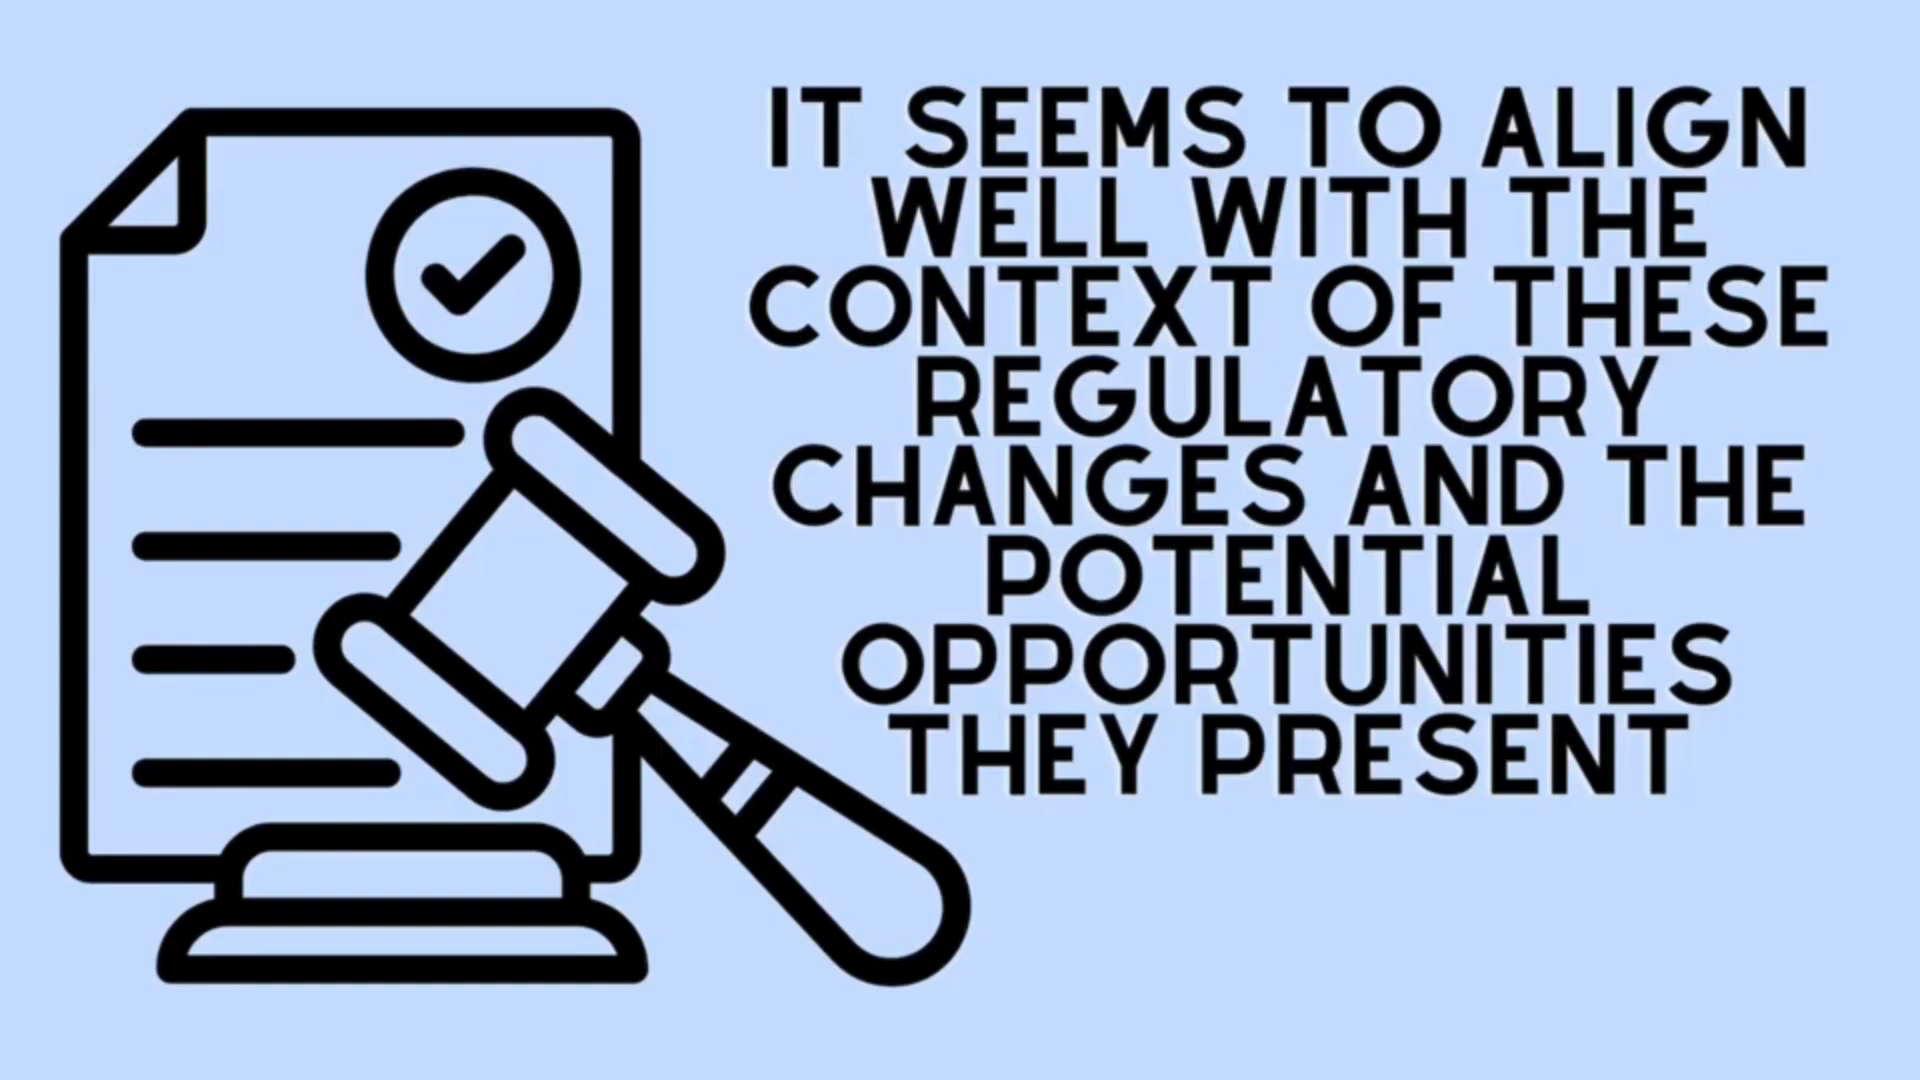 IT SEEMS TO ALIGN
WELL WITH THE
CONTEXT OF THESE
REGULATORY
CHANGES AND THE
POTENTIAL
OPPORTUNITIES
THEY PRESENT